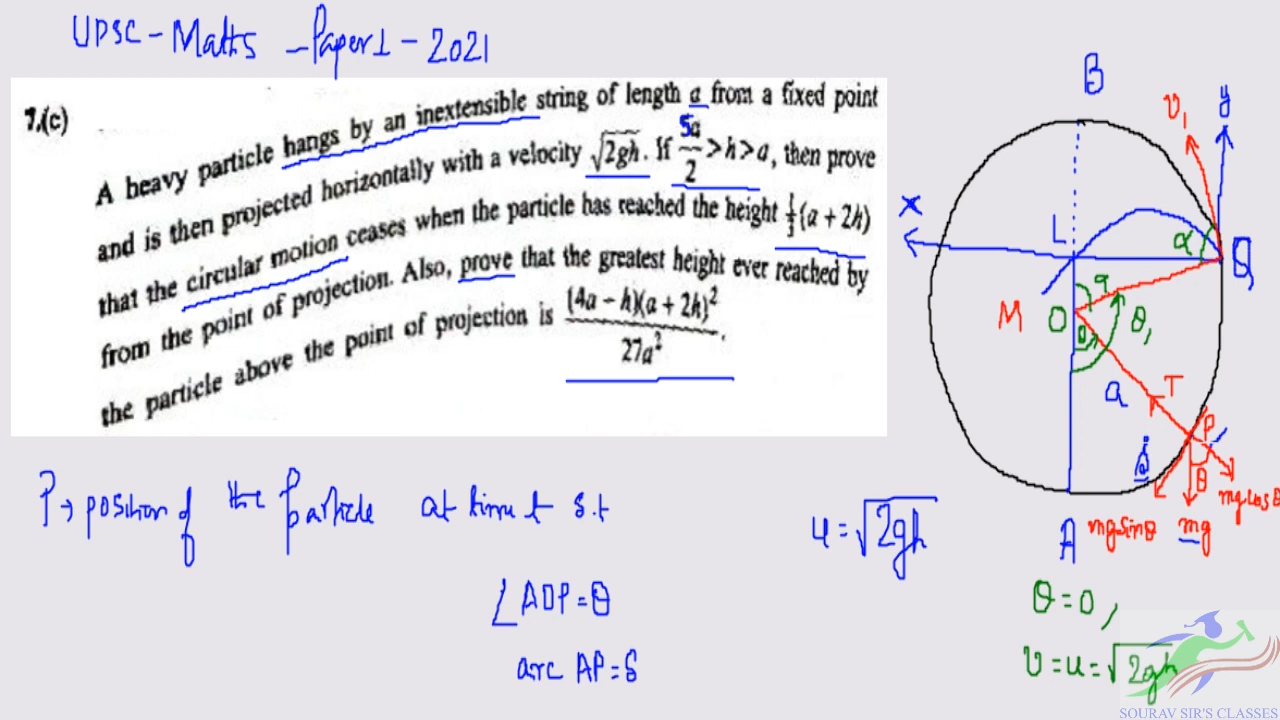 UPSC - Maths - Paper 1 - 2021
7.(c)
A heavy particle hangs by an inextensible string of length a from a fixed point
and is then projected horizontally with a velocity √2gh. If 5a/2 > h > a, then prove
that the circular motion ceases when the particle has reached the height 1/3(a + 2h)
from the point of projection. Also, prove that the greatest height ever reached by
the particle above the point of projection is (4a – h)(a + 2h)²/27a².
B
v₁
y
x
L
α
Q
α
M
O
θ
θ₁
a
T
P
θ
mg cosθ
A
mg sinθ
mg
P → position of the particle at time t s.t
∠AOP = θ
arc AP = s
u = √2gh
θ = 0,
v = u = √2gh
SOURAV SIR'S CLASSES